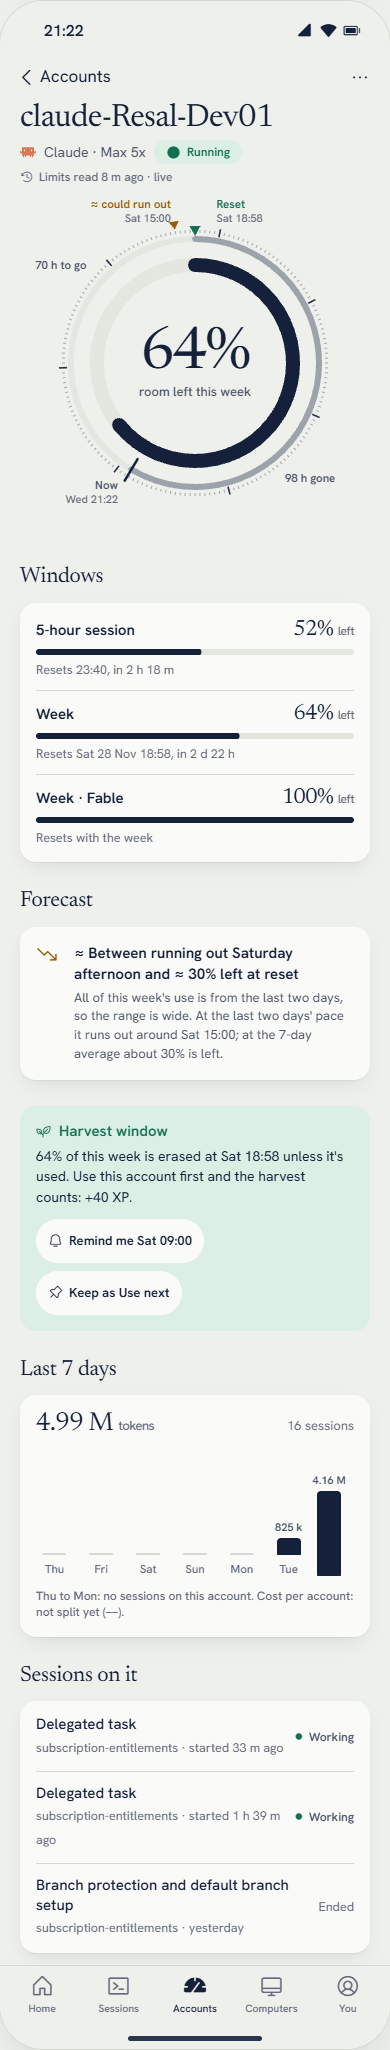 21:22
Accounts
claude-Resal-Dev01
Claude · Max 5x
Running
Limits read 8 m ago · live
≈ could run out
Sat 15:00
Reset
Sat 18:58
70 h to go
64%
room left this week
98 h gone
Now
Wed 21:22
Windows
5-hour session
52% left
Resets 23:40, in 2 h 18 m
Week
64% left
Resets Sat 28 Nov 18:58, in 2 d 22 h
Week · Fable
100% left
Resets with the week
Forecast
≈ Between running out Saturday
afternoon and ≈ 30% left at reset
All of this week's use is from the last two days,
so the range is wide. At the last two days' pace
it runs out around Sat 15:00; at the 7-day
average about 30% is left.
Harvest window
64% of this week is erased at Sat 18:58 unless it's
used. Use this account first and the harvest
counts: +40 XP.
Remind me Sat 09:00
Keep as Use next
Last 7 days
4.99 M tokens
16 sessions
4.16 M
825 k
Thu Fri Sat Sun Mon Tue
Thu to Mon: no sessions on this account. Cost per account:
not split yet (—).
Sessions on it
Delegated task
subscription-entitlements · started 33 m ago
Working
Delegated task
subscription-entitlements · started 1 h 39 m
ago
Working
Branch protection and default branch
setup
subscription-entitlements · yesterday
Ended
Home Sessions Accounts Computers You